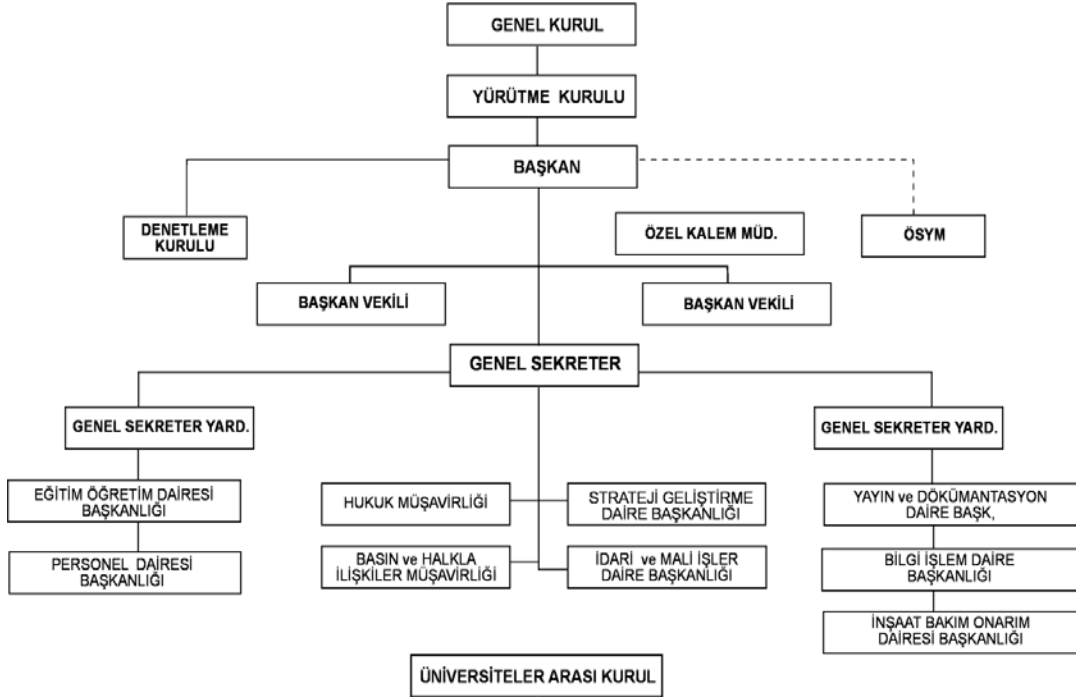 GENEL KURUL
YÜRÜTME KURULU
BAŞKAN
DENETLEME
KURULU
ÖZEL KALEM MÜD.
ÖSYM
BAŞKAN VEKİLİ
BAŞKAN VEKİLİ
GENEL SEKRETER
GENEL SEKRETER YARD.
GENEL SEKRETER YARD.
EĞİTİM ÖĞRETİM DAİRESİ
BAŞKANLIĞI
PERSONEL DAİRESİ
BAŞKANLIĞI
HUKUK MÜŞAVİRLİĞİ
STRATEJİ GELİŞTİRME
DAİRE BAŞKANLIĞI
BASIN ve HALKLA
İLİŞKİLER MÜŞAVİRLİĞİ
İDARİ ve MALİ İŞLER
DAİRE BAŞKANLIĞI
YAYIN ve DÖKÜMANTASYON
DAİRE BAŞK,
BİLGİ İŞLEM DAİRE
BAŞKANLIĞI
İNŞAAT BAKIM ONARIM
DAİRESİ BAŞKANLIĞI
ÜNİVERSİTELER ARASI KURUL